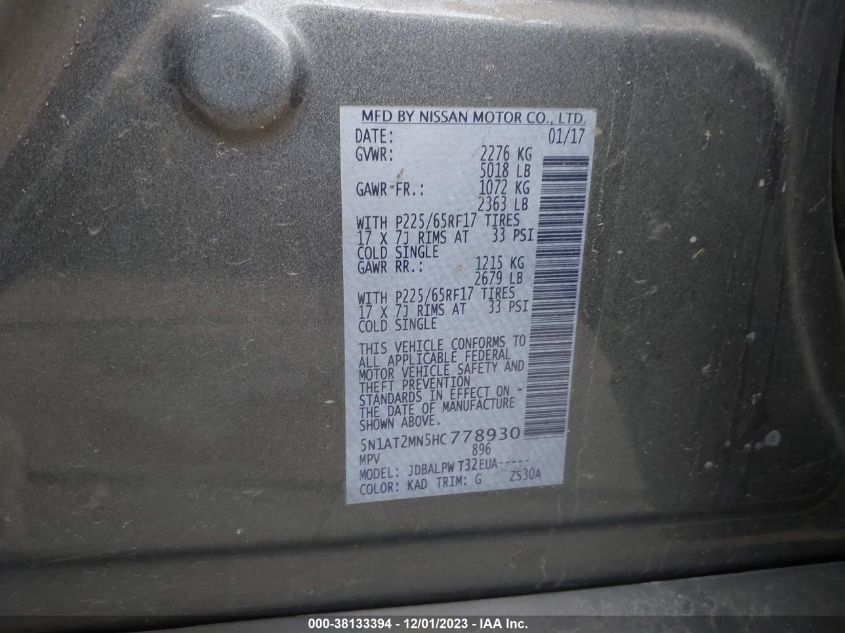 MFD BY NISSAN MOTOR CO., LTD.
DATE: 01/17
GVWR: 2276 KG
5018 LB
GAWR FR.: 1072 KG
2363 LB
WITH P225/65RF17 TIRES
17 X 7J RIMS AT 33 PSI
COLD SINGLE
GAWR RR.: 1215 KG
2679 LB
WITH P225/65RF17 TIRES
17 X 7J RIMS AT 33 PSI
COLD SINGLE
THIS VEHICLE CONFORMS TO
ALL APPLICABLE FEDERAL
MOTOR VEHICLE SAFETY AND
THEFT PREVENTION
STANDARDS IN EFFECT ON -
THE DATE OF MANUFACTURE
SHOWN ABOVE.
5N1AT2MN5HC778930
MPV 896
MODEL: JDBALPW T32EUA-----
COLOR: KAD TRIM: G ZS30A
000-38133394 - 12/01/2023 - IAA Inc.